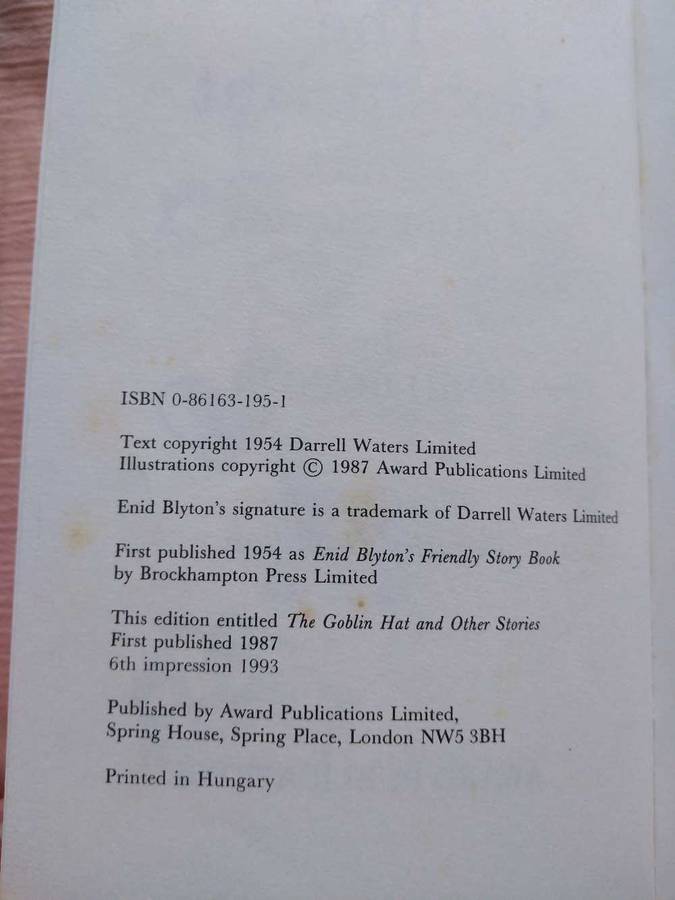 ISBN 0-86163-195-1
Text copyright 1954 Darrell Waters Limited
Illustrations copyright © 1987 Award Publications Limited
Enid Blyton's signature is a trademark of Darrell Waters Limited
First published 1954 as Enid Blyton's Friendly Story Book
by Brockhampton Press Limited
This edition entitled The Goblin Hat and Other Stories
First published 1987
6th impression 1993
Published by Award Publications Limited,
Spring House, Spring Place, London NW5 3BH
Printed in Hungary